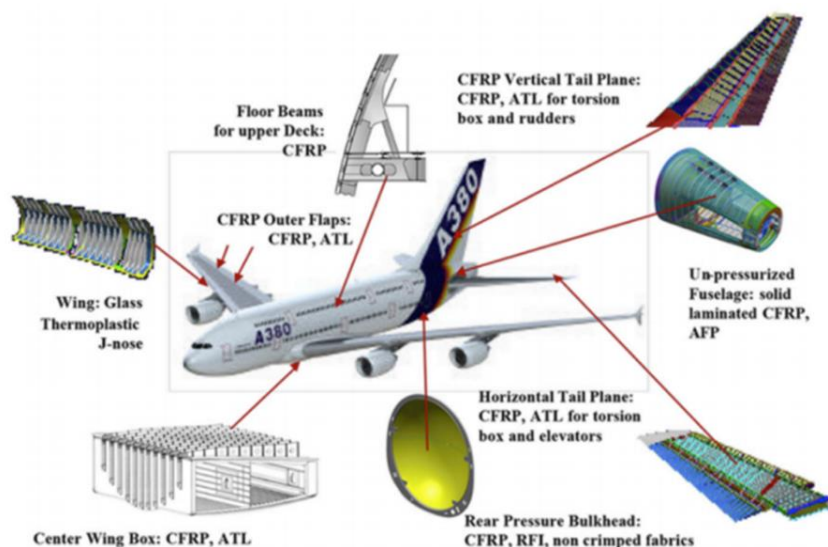 CFRP Vertical Tail Plane:
CFRP, ATL for torsion
box and rudders
Floor Beams
for upper Deck:
CFRP
A380
CFRP Outer Flaps:
CFRP, ATL
Wing: Glass
Thermoplastic
J-nose
A380
Un-pressurized
Fuselage: solid
laminated CFRP,
AFP
Horizontal Tail Plane:
CFRP, ATL for torsion
box and elevators
Center Wing Box: CFRP, ATL
Rear Pressure Bulkhead:
CFRP, RFI, non crimped fabrics